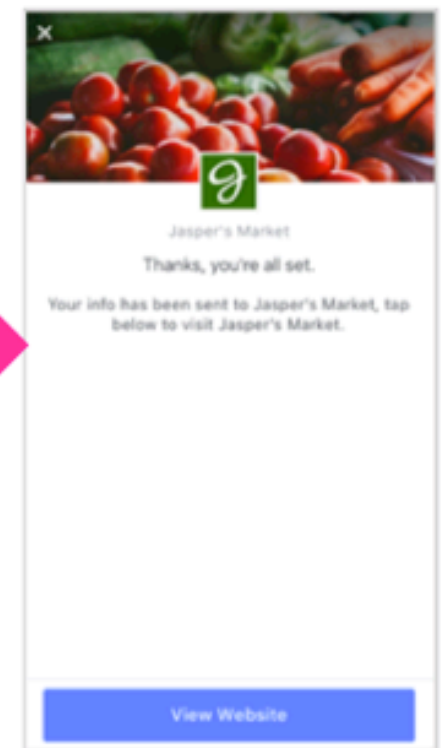 Jasper's Market
Thanks, you're all set.
Your info has been sent to Jasper's Market, tap
below to visit Jasper's Market.
View Website